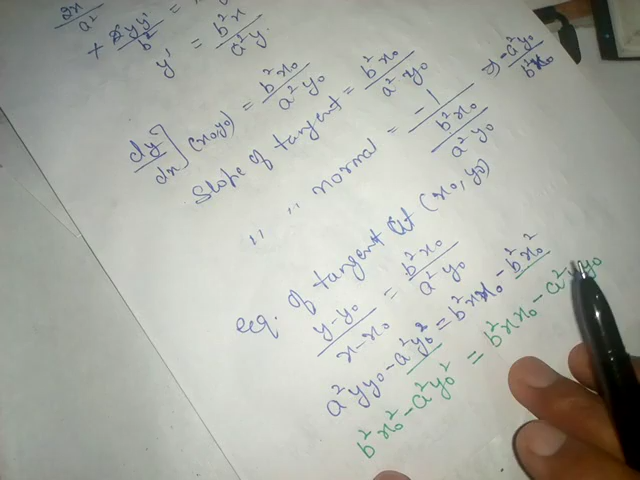 2x/a² =
+ 2yy'/b²
y' = b²x/a²y
dy/dx](x₀,y₀) = b²x₀/a²y₀
Slope of tangent = b²x₀/a²y₀
" " normal = -1/(b²x₀/a²y₀) ⇒ -a²y₀/b²x₀
eq. of tangent at (x₀, y₀)
y-y₀/x-x₀ = b²x₀/a²y₀
a²yy₀-a²y₀² = b²xx₀-b²x₀²
b²x₀²-a²y₀² = b²xx₀-a²yy₀